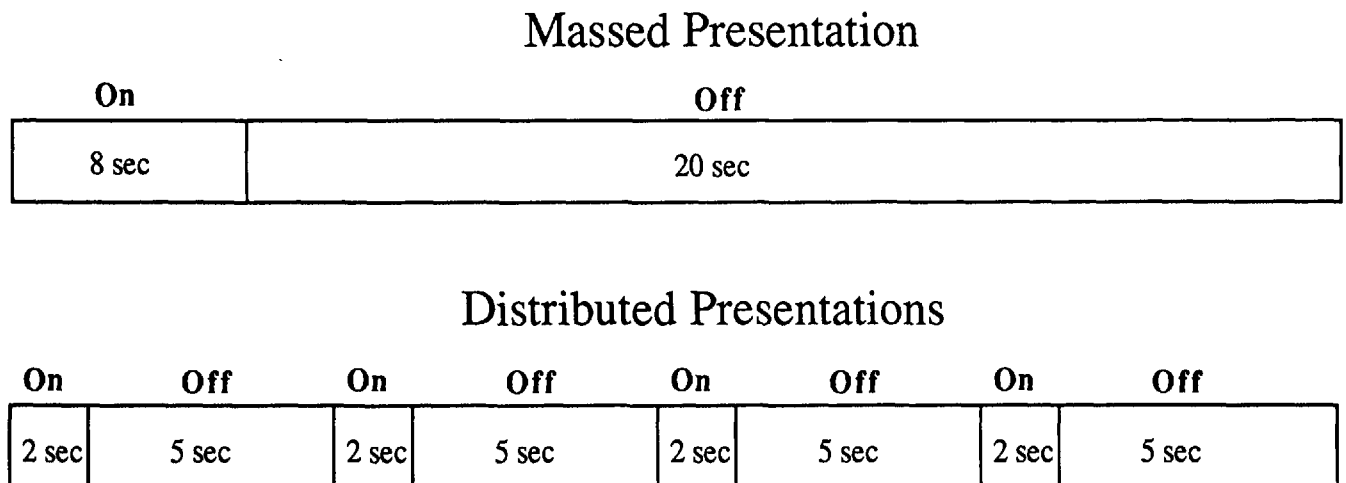 Massed Presentation
On Off
8 sec 20 sec
Distributed Presentations
On Off On Off On Off On Off
2 sec 5 sec 2 sec 5 sec 2 sec 5 sec 2 sec 5 sec